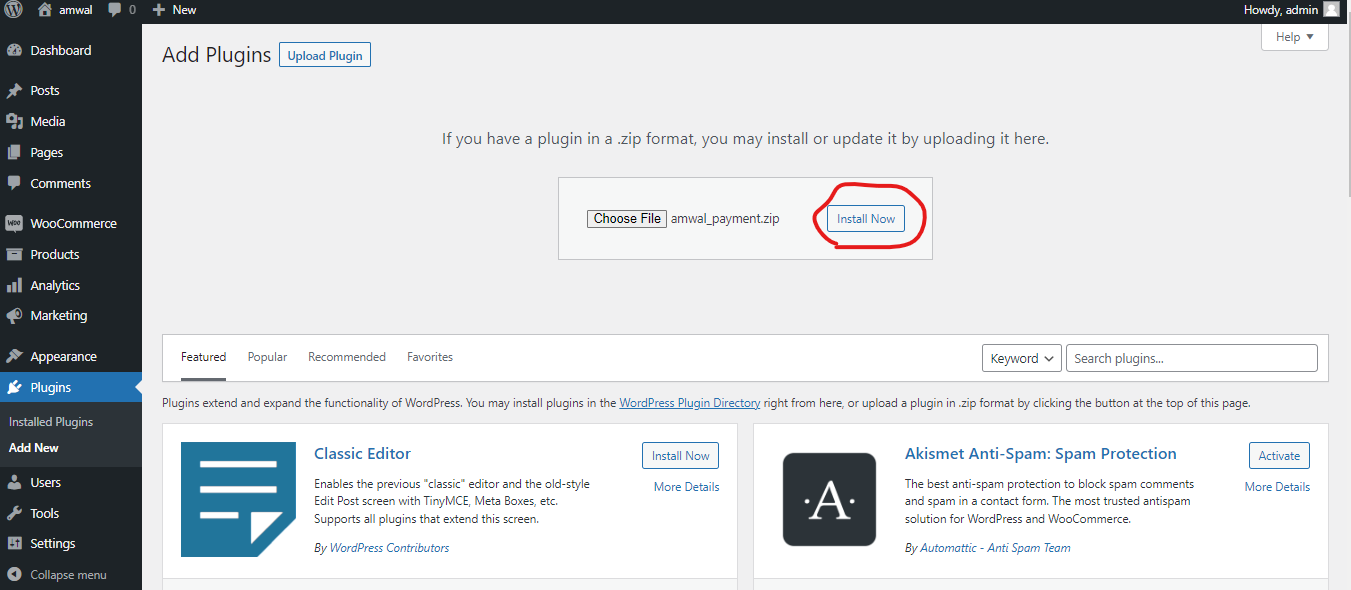 amwal 0 New Howdy, admin
Help
Dashboard
Posts
Media
Pages
Comments
WOO WooCommerce
Products
Analytics
Marketing
Appearance
Plugins
Installed Plugins
Add New
Users
Tools
Settings
Collapse menu
Add Plugins Upload Plugin
If you have a plugin in a .zip format, you may install or update it by uploading it here.
Choose File amwal_payment.zip Install Now
Featured Popular Recommended Favorites Keyword Search plugins...
Plugins extend and expand the functionality of WordPress. You may install plugins in the WordPress Plugin Directory right from here, or upload a plugin in .zip format by clicking the button at the top of this page.
Classic Editor Install Now
More Details
Enables the previous "classic" editor and the old-style
Edit Post screen with TinyMCE, Meta Boxes, etc.
Supports all plugins that extend this screen.
By WordPress Contributors
·A·
Akismet Anti-Spam: Spam Protection Activate
More Details
The best anti-spam protection to block spam comments
and spam in a contact form. The most trusted antispam
solution for WordPress and WooCommerce.
By Automattic - Anti Spam Team